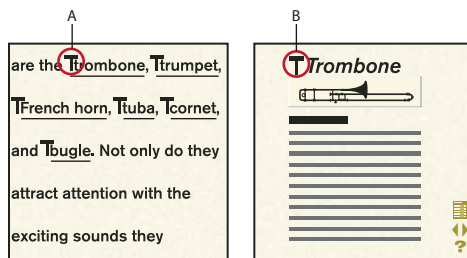 A
B
are the Ttrombone, Ttrumpet,
TFrench horn, Ttuba, Tcornet,
and Tbugle. Not only do they
attract attention with the
exciting sounds they
TTrombone
?